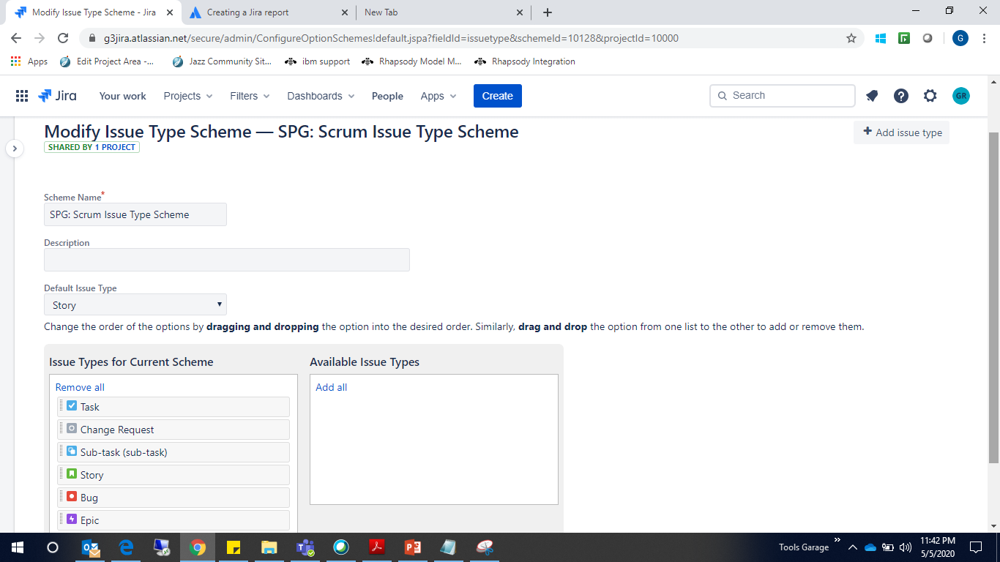 Modify Issue Type Scheme - Jira
Creating a Jira report
New Tab
g3jira.atlassian.net/secure/admin/ConfigureOptionSchemes!default.jspa?fieldId=issuetype&schemeId=10128&projectId=10000
G
Apps
Edit Project Area -...
Jazz Community Sit...
ibm support
Rhapsody Model M...
Rhapsody Integration
Jira
Your work
Projects
Filters
Dashboards
People
Apps
Create
Search
GR
Modify Issue Type Scheme — SPG: Scrum Issue Type Scheme
+ Add issue type
SHARED BY 1 PROJECT
Scheme Name*
SPG: Scrum Issue Type Scheme
Description
Default Issue Type
Story
Change the order of the options by dragging and dropping the option into the desired order. Similarly, drag and drop the option from one list to the other to add or remove them.
Issue Types for Current Scheme
Available Issue Types
Remove all
Add all
Task
Change Request
Sub-task (sub-task)
Story
Bug
Epic
Tools Garage
11:42 PM
5/5/2020